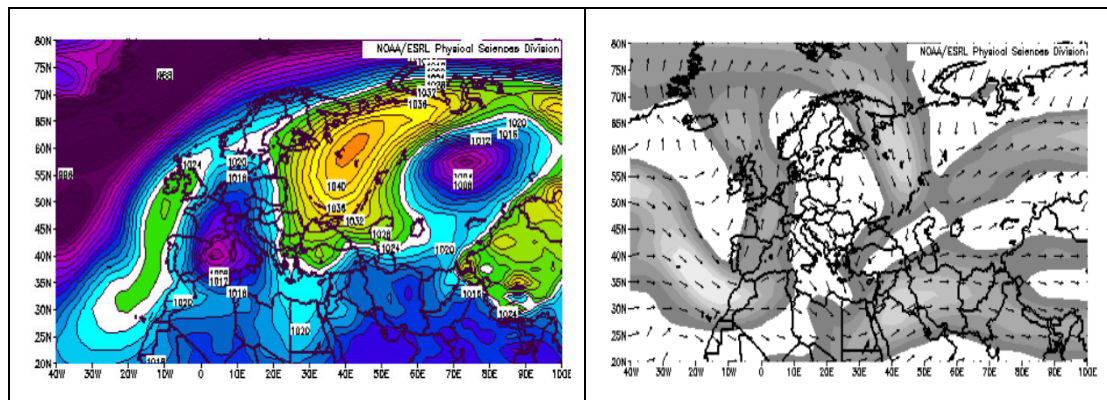 NOAA/ESRL Physical Sciences Division
80N
75N
70N
65N
60N
55N
50N
45N
40N
35N
30N
25N
20N
40W 30W 20W 10W 0 10E 20E 30E 40E 50E 60E 70E 80E 90E 100E
988
1032
1036
1020
1012
1016
1024
1020
1016
1008
1040
1036
1032
1028
1024
1020
1012
1016
1020
1016
1020
1024
NOAA/ESRL Physical Sciences Division
80N
75N
70N
65N
60N
55N
50N
45N
40N
35N
30N
25N
20N
40W 30W 20W 10W 0 10E 20E 30E 40E 50E 60E 70E 80E 90E 100E